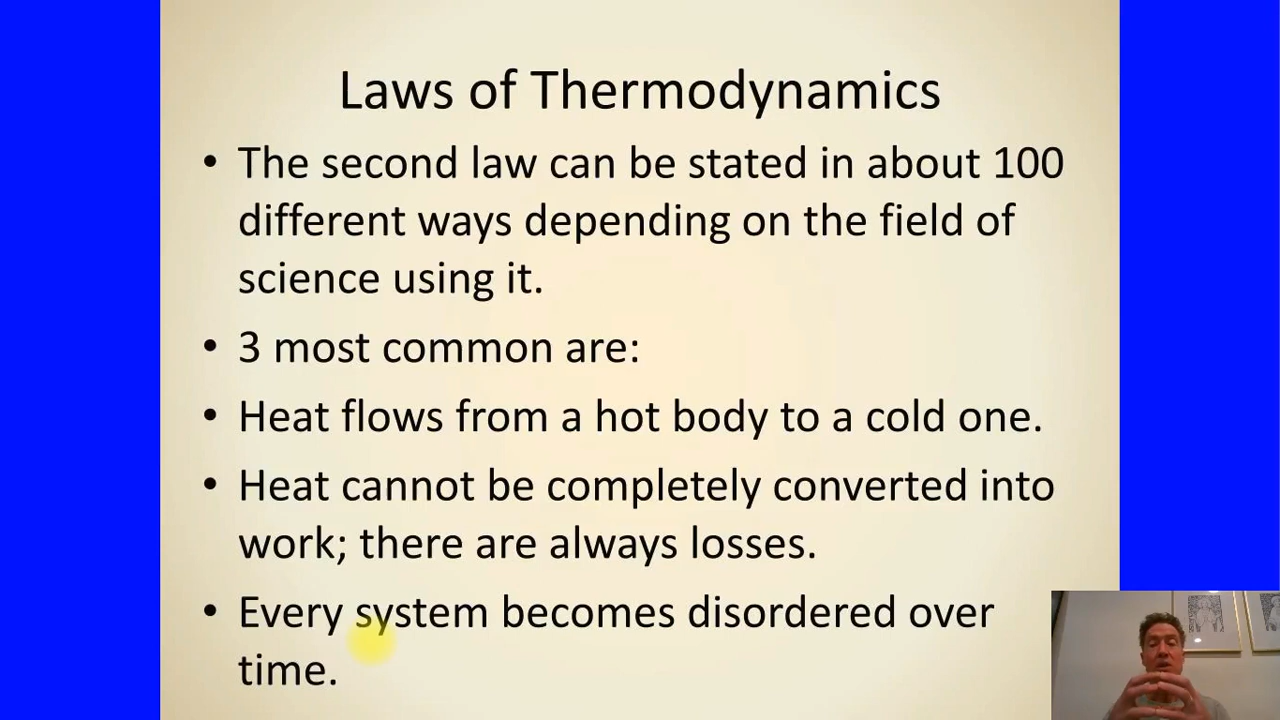 Laws of Thermodynamics
• The second law can be stated in about 100
different ways depending on the field of
science using it.
• 3 most common are:
• Heat flows from a hot body to a cold one.
• Heat cannot be completely converted into
work; there are always losses.
• Every system becomes disordered over
time.